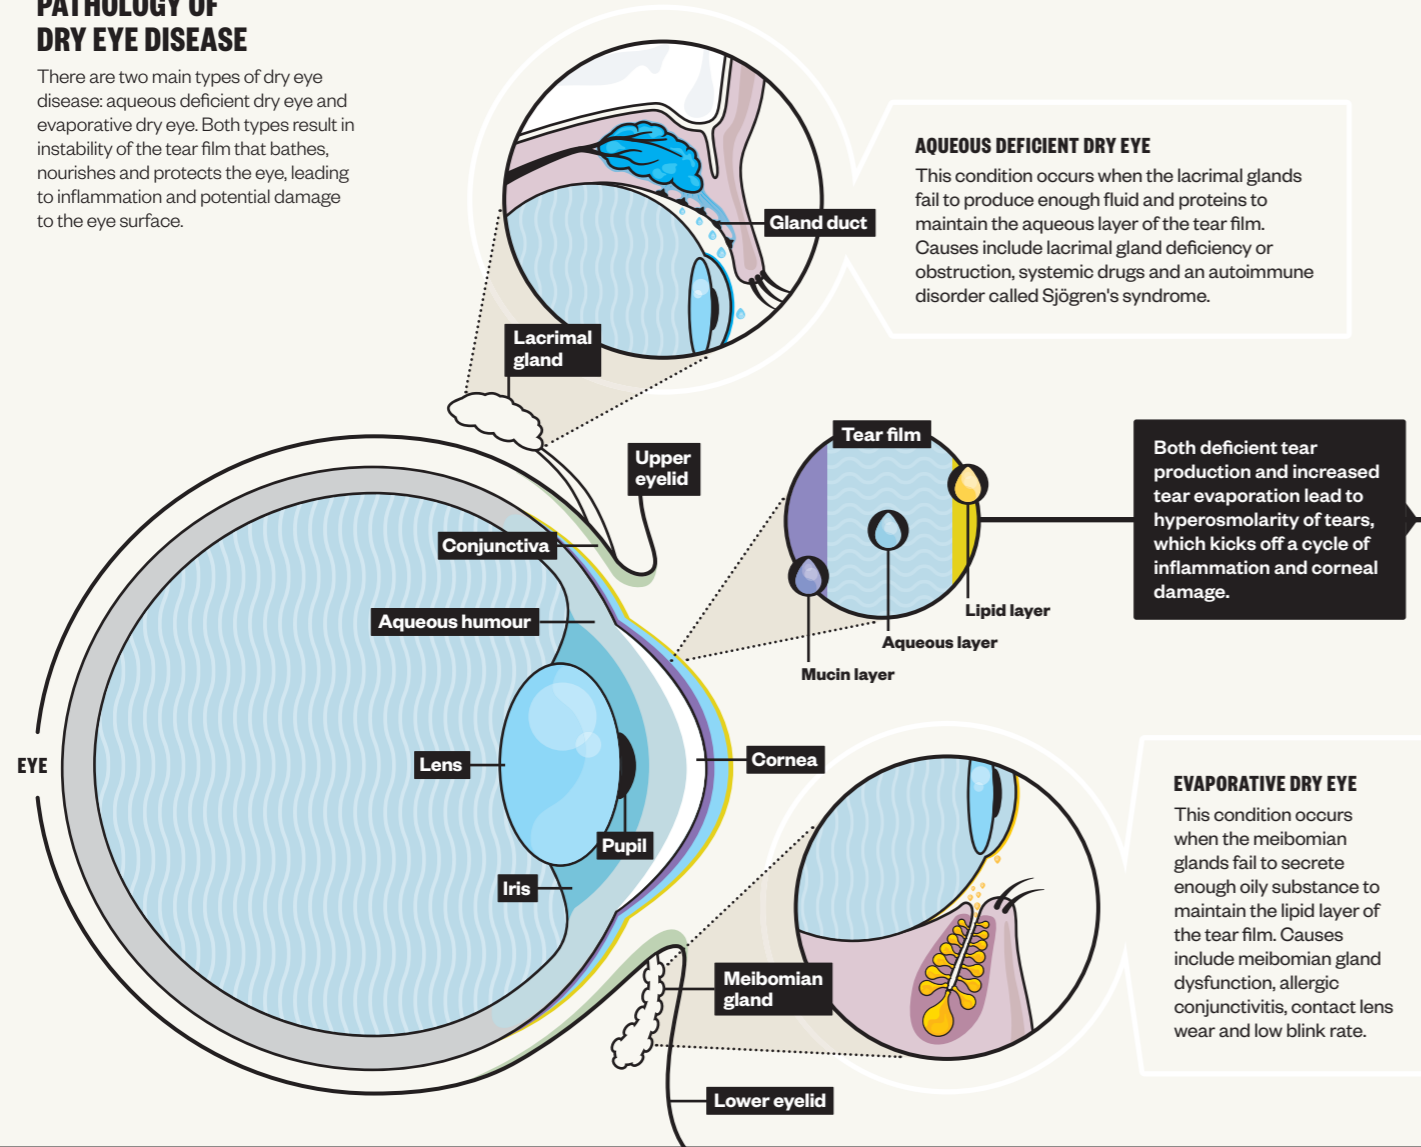 PATHOLOGY OF
DRY EYE DISEASE
There are two main types of dry eye
disease: aqueous deficient dry eye and
evaporative dry eye. Both types result in
instability of the tear film that bathes,
nourishes and protects the eye, leading
to inflammation and potential damage
to the eye surface.
AQUEOUS DEFICIENT DRY EYE
This condition occurs when the lacrimal glands
fail to produce enough fluid and proteins to
maintain the aqueous layer of the tear film.
Causes include lacrimal gland deficiency or
obstruction, systemic drugs and an autoimmune
disorder called Sjögren's syndrome.
Gland duct
Lacrimal
gland
Upper
eyelid
Tear film
Conjunctiva
Aqueous humour
Lipid layer
Aqueous layer
Mucin layer
Both deficient tear
production and increased
tear evaporation lead to
hyperosmolarity of tears,
which kicks off a cycle of
inflammation and corneal
damage.
EYE
Lens
Cornea
Pupil
Iris
Meibomian
gland
Lower eyelid
EVAPORATIVE DRY EYE
This condition occurs
when the meibomian
glands fail to secrete
enough oily substance to
maintain the lipid layer of
the tear film. Causes
include meibomian gland
dysfunction, allergic
conjunctivitis, contact lens
wear and low blink rate.